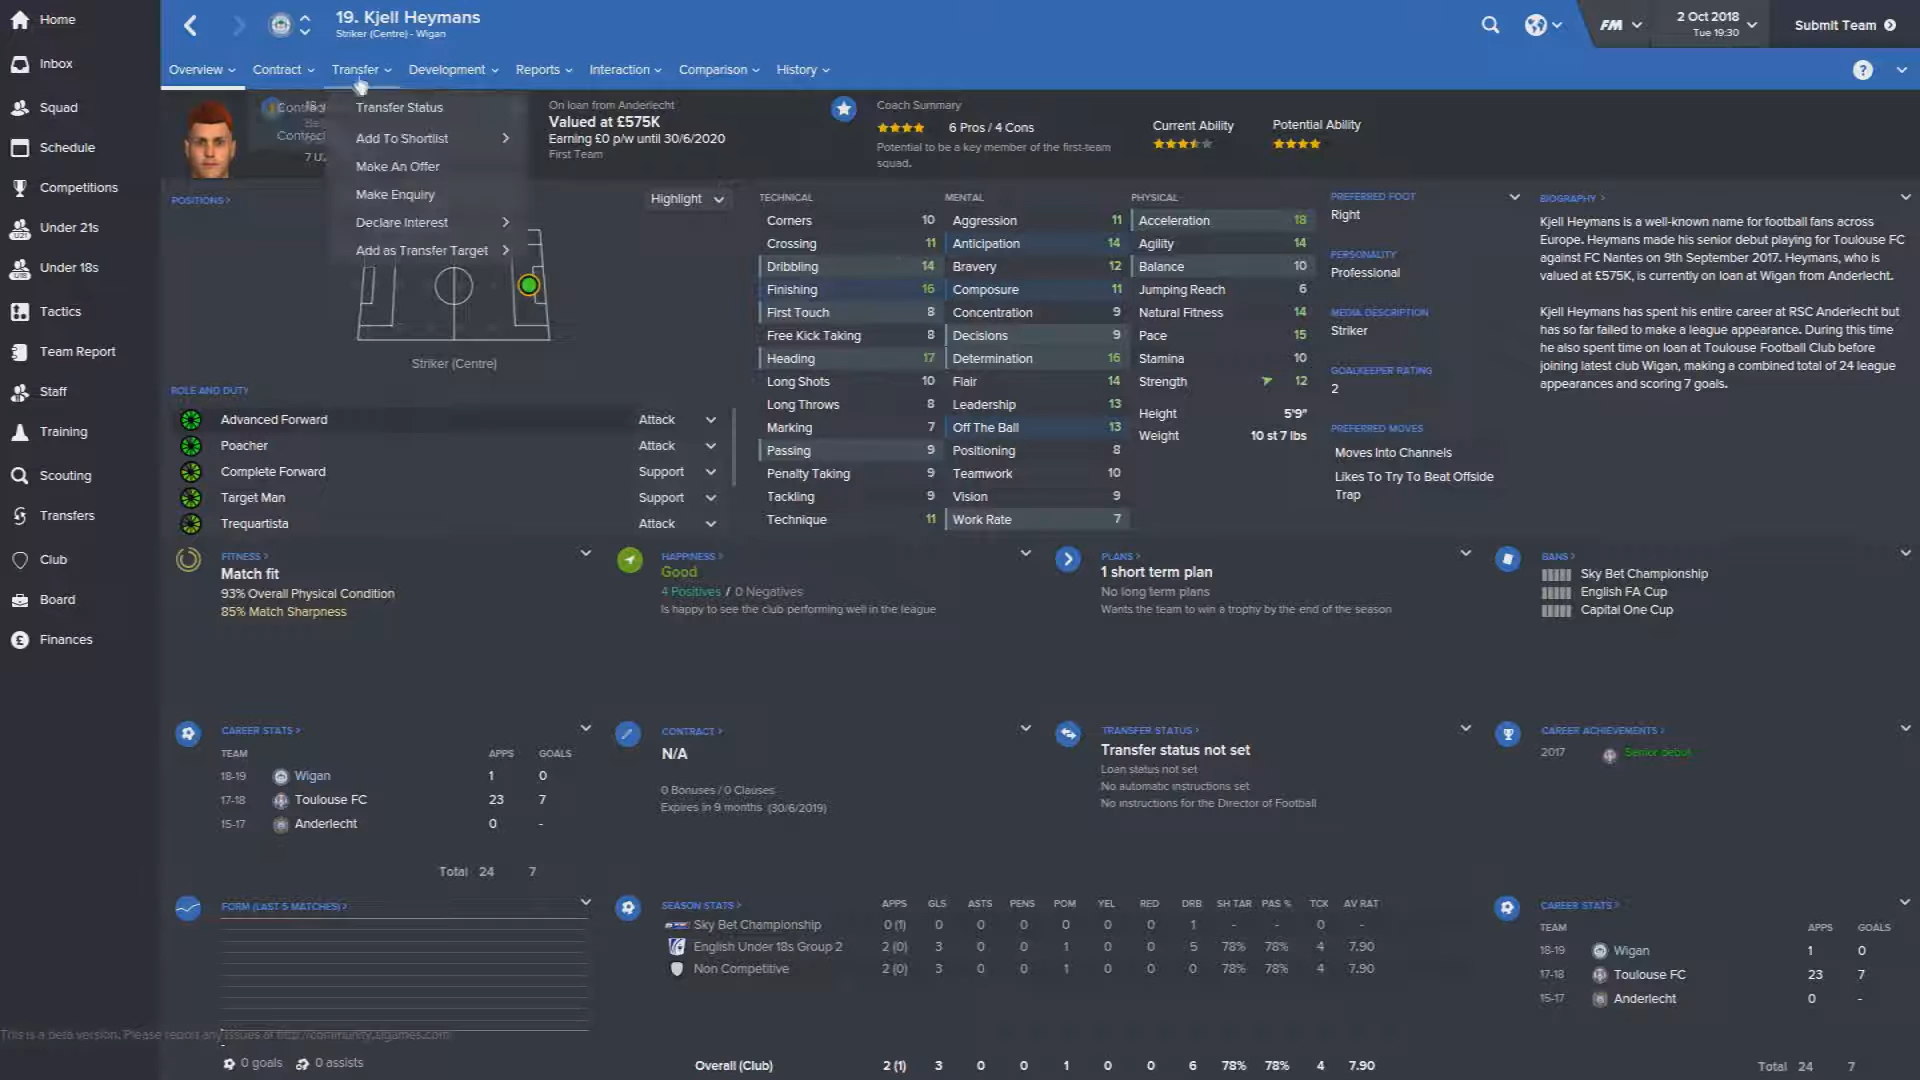 Home
Inbox
Squad
Schedule
Competitions
Under 21s
Under 18s
Tactics
Team Report
Staff
Training
Scouting
Transfers
Club
Board
Finances
19. Kjell Heymans
Striker (Centre) - Wigan
FM
2 Oct 2018
Tue 19:30
Submit Team
Overview Contract Transfer Development Reports Interaction Comparison History
?
Transfer Status
Add To Shortlist
Make An Offer
Make Enquiry
Declare Interest
Add as Transfer Target
On loan from Anderlecht
Valued at £575K
Earning £0 p/w until 30/6/2020
First Team
Coach Summary
6 Pros / 4 Cons
Potential to be a key member of the first-team
squad.
Current Ability
Potential Ability
POSITIONS >
Highlight
Striker (Centre)
ROLE AND DUTY
Advanced Forward Attack
Poacher Attack
Complete Forward Support
Target Man Support
Trequartista Attack
TECHNICAL
Corners 10
Crossing 11
Dribbling 14
Finishing 16
First Touch 8
Free Kick Taking 8
Heading 17
Long Shots 10
Long Throws 8
Marking 7
Passing 9
Penalty Taking 9
Tackling 9
Technique 11
MENTAL
Aggression 11
Anticipation 14
Bravery 12
Composure 11
Concentration 9
Decisions 9
Determination 16
Flair 14
Leadership 13
Off The Ball 13
Positioning 8
Teamwork 10
Vision 9
Work Rate 7
PHYSICAL
Acceleration 18
Agility 14
Balance 10
Jumping Reach 6
Natural Fitness 14
Pace 15
Stamina 10
Strength 12
Height 5'9"
Weight 10 st 7 lbs
PREFERRED FOOT
Right
PERSONALITY
Professional
MEDIA DESCRIPTION
Striker
GOALKEEPER RATING
2
PREFERRED MOVES
Moves Into Channels
Likes To Try To Beat Offside
Trap
BIOGRAPHY >
Kjell Heymans is a well-known name for football fans across
Europe. Heymans made his senior debut playing for Toulouse FC
against FC Nantes on 9th September 2017. Heymans, who is
valued at £575K, is currently on loan at Wigan from Anderlecht.
Kjell Heymans has spent his entire career at RSC Anderlecht but
has so far failed to make a league appearance. During this time
he also spent time on loan at Toulouse Football Club before
joining latest club Wigan, making a combined total of 24 league
appearances and scoring 7 goals.
FITNESS >
Match fit
93% Overall Physical Condition
85% Match Sharpness
HAPPINESS >
Good
4 Positives / 0 Negatives
Is happy to see the club performing well in the league
PLANS >
1 short term plan
No long term plans
Wants the team to win a trophy by the end of the season
BANS >
Sky Bet Championship
English FA Cup
Capital One Cup
CAREER STATS >
TEAM APPS GOALS
18-19 Wigan 1 0
17-18 Toulouse FC 23 7
15-17 Anderlecht 0 -
Total 24 7
CONTRACT >
N/A
0 Bonuses / 0 Clauses
Expires in 9 months (30/6/2019)
TRANSFER STATUS >
Transfer status not set
Loan status not set
No automatic instructions set
No instructions for the Director of Football
CAREER ACHIEVEMENTS >
2017 Senior debut
FORM (LAST 5 MATCHES) >
This is a beta version. Please report any issues at http://community.sigames.com
-
0 goals 0 assists
SEASON STATS > APPS GLS ASTS PENS POM YEL RED DRB SH TAR PAS % TCK AV RAT
Sky Bet Championship 0 (1) 0 0 0 0 0 0 1 - - 0 -
English Under 18s Group 2 2 (0) 3 0 0 1 0 0 5 78% 78% 4 7.90
Non Competitive 2 (0) 3 0 0 1 0 0 0 78% 78% 4 7.90
Overall (Club) 2 (1) 3 0 0 1 0 0 6 78% 78% 4 7.90
CAREER STATS >
TEAM APPS GOALS
18-19 Wigan 1 0
17-18 Toulouse FC 23 7
15-17 Anderlecht 0 -
Total 24 7